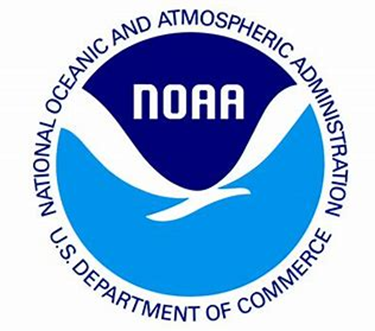 NATIONAL OCEANIC AND ATMOSPHERIC ADMINISTRATION
NOAA
U.S. DEPARTMENT OF COMMERCE